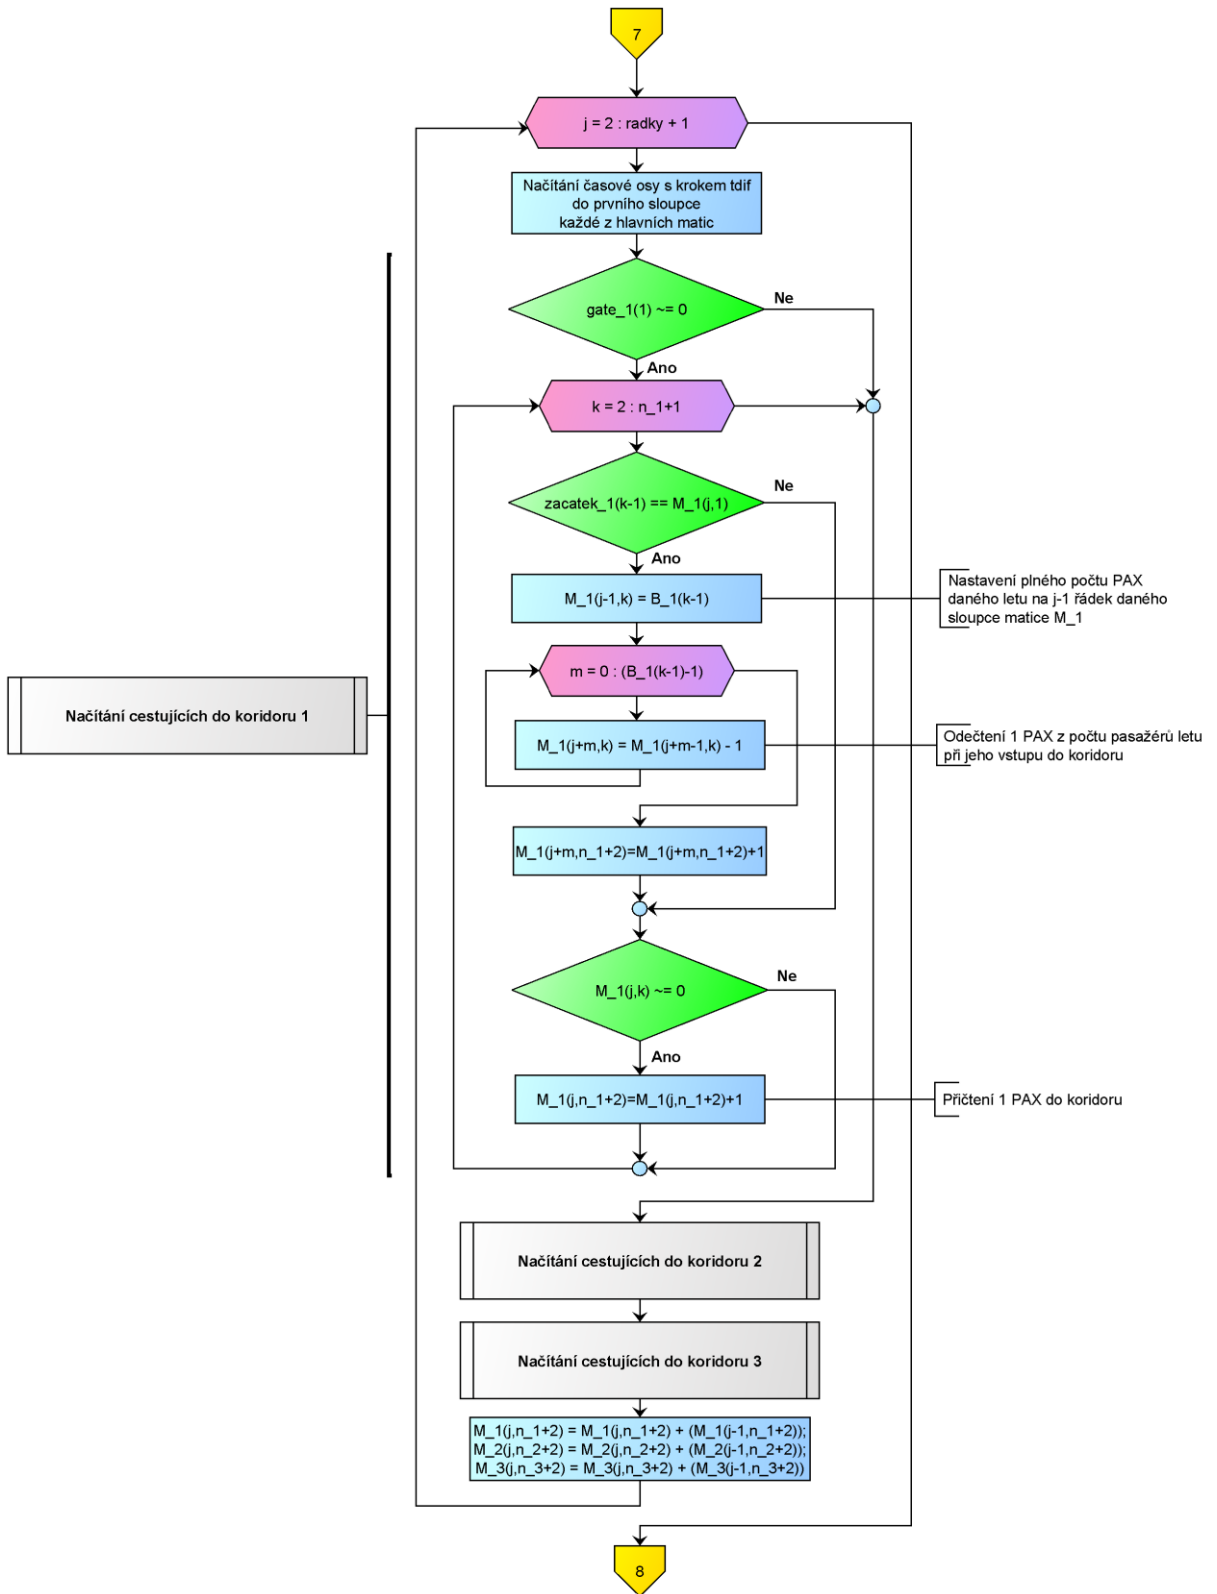 7
j = 2 : radky + 1
Načítání časové osy s krokem tdif
do prvního sloupce
každé z hlavních matic
gate_1(1) ~= 0
Ne
Ano
k = 2 : n_1+1
zacatek_1(k-1) == M_1(j,1)
Ne
Ano
M_1(j-1,k) = B_1(k-1)
Nastavení plného počtu PAX
daného letu na j-1 řádek daného
sloupce matice M_1
m = 0 : (B_1(k-1)-1)
Načítání cestujících do koridoru 1
M_1(j+m,k) = M_1(j+m-1,k) - 1
Odečtení 1 PAX z počtu pasažérů letu
při jeho vstupu do koridoru
M_1(j+m,n_1+2)=M_1(j+m,n_1+2)+1
M_1(j,k) ~= 0
Ne
Ano
M_1(j,n_1+2)=M_1(j,n_1+2)+1
Přičtení 1 PAX do koridoru
Načítání cestujících do koridoru 2
Načítání cestujících do koridoru 3
M_1(j,n_1+2) = M_1(j,n_1+2) + (M_1(j-1,n_1+2));
M_2(j,n_2+2) = M_2(j,n_2+2) + (M_2(j-1,n_2+2));
M_3(j,n_3+2) = M_3(j,n_3+2) + (M_3(j-1,n_3+2))
8